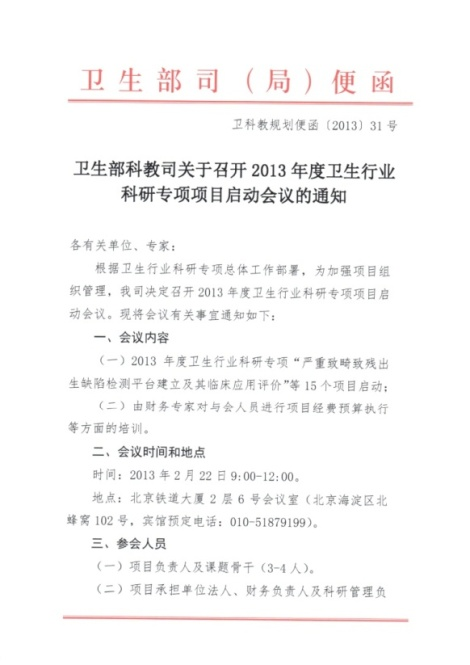 卫生部司（局）便函
卫科教规划便函〔2013〕31号
卫生部科教司关于召开2013年度卫生行业
科研专项项目启动会议的通知
各有关单位、专家：
根据卫生行业科研专项总体工作部署，为加强项目组
织管理，我司决定召开2013年度卫生行业科研专项项目启
动会议。现将会议有关事宜通知如下：
一、会议内容
（一）2013年度卫生行业科研专项“严重致畸致残出
生缺陷检测平台建立及其临床应用评价”等15个项目启动；
（二）由财务专家对与会人员进行项目经费预算执行
等方面的培训。
二、会议时间和地点
时间：2013年2月22日9:00-12:00。
地点：北京铁道大厦2层6号会议室（北京海淀区北
蜂窝102号，宾馆预定电话：010-51879199）。
三、参会人员
（一）项目负责人及课题骨干（3-4人）。
（二）项目承担单位法人、财务负责人及科研管理负